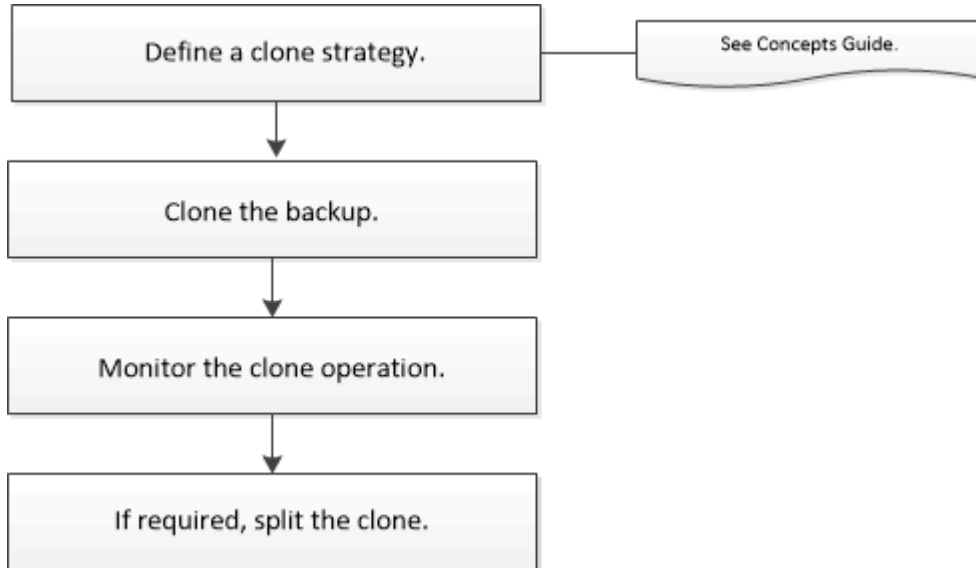 Define a clone strategy.
See Concepts Guide.
Clone the backup.
Monitor the clone operation.
If required, split the clone.